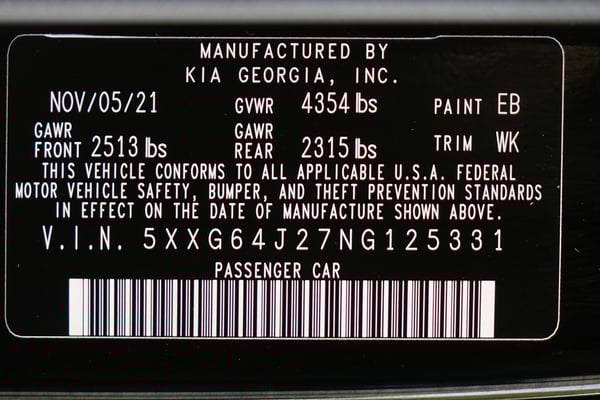 MANUFACTURED BY
KIA GEORGIA, INC.
NOV/05/21 GVWR 4354 lbs PAINT EB
GAWR FRONT 2513 lbs GAWR REAR 2315 lbs TRIM WK
THIS VEHICLE CONFORMS TO ALL APPLICABLE U.S.A. FEDERAL
MOTOR VEHICLE SAFETY, BUMPER, AND THEFT PREVENTION STANDARDS
IN EFFECT ON THE DATE OF MANUFACTURE SHOWN ABOVE.
V.I.N. 5XXG64J27NG125331
PASSENGER CAR